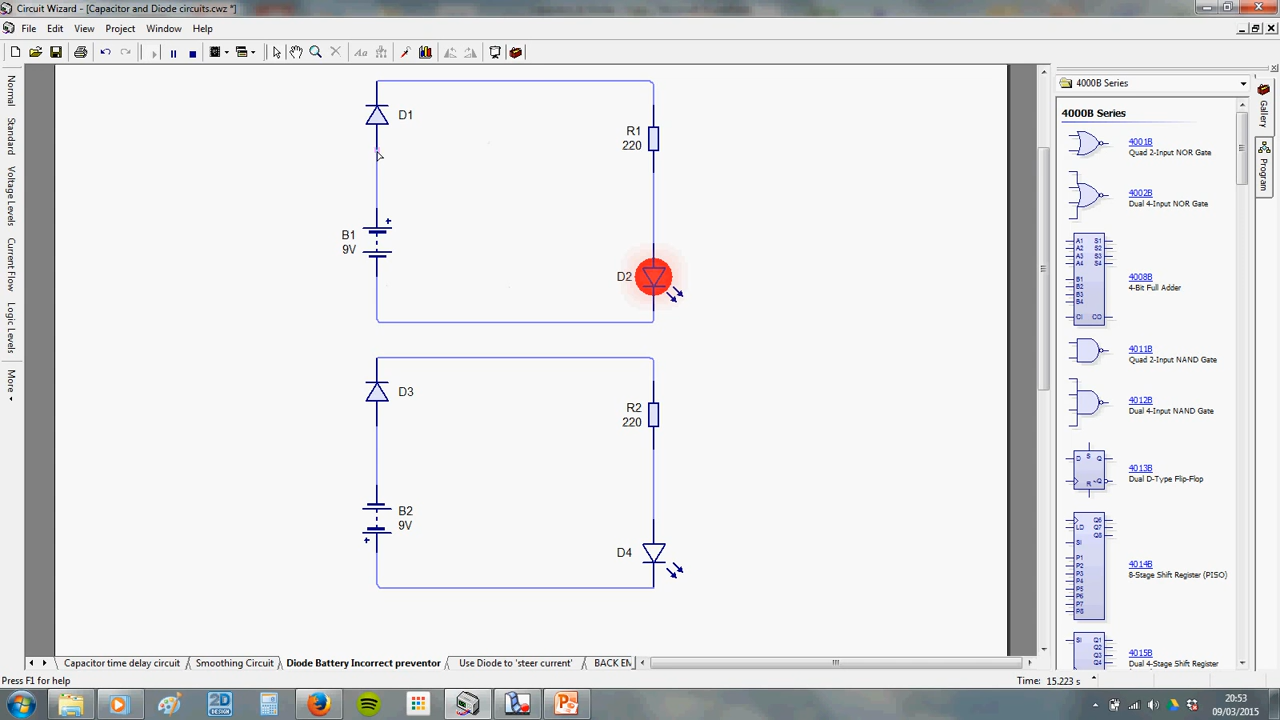 Circuit Wizard - [Capacitor and Diode circuits.cwz *]
File Edit View Project Window Help
Normal
Standard
Voltage Levels
Current Flow
Logic Levels
More
D1
R1
220
B1
9V
D2
D3
R2
220
B2
9V
D4
4000B Series
4000B Series
4001B
Quad 2-Input NOR Gate
4002B
Dual 4-Input NOR Gate
4008B
4-Bit Full Adder
4011B
Quad 2-Input NAND Gate
4012B
Dual 4-Input NAND Gate
4013B
Dual D-Type Flip-Flop
4014B
8-Stage Shift Register (PISO)
4015B
Dual 4-Stage Shift Register
Gallery
Program
Capacitor time delay circuit Smoothing Circuit Diode Battery Incorrect preventor Use Diode to 'steer current' BACK EM
Press F1 for help
Time: 15.223 s
2D
DESIGN
20:53
09/03/2015